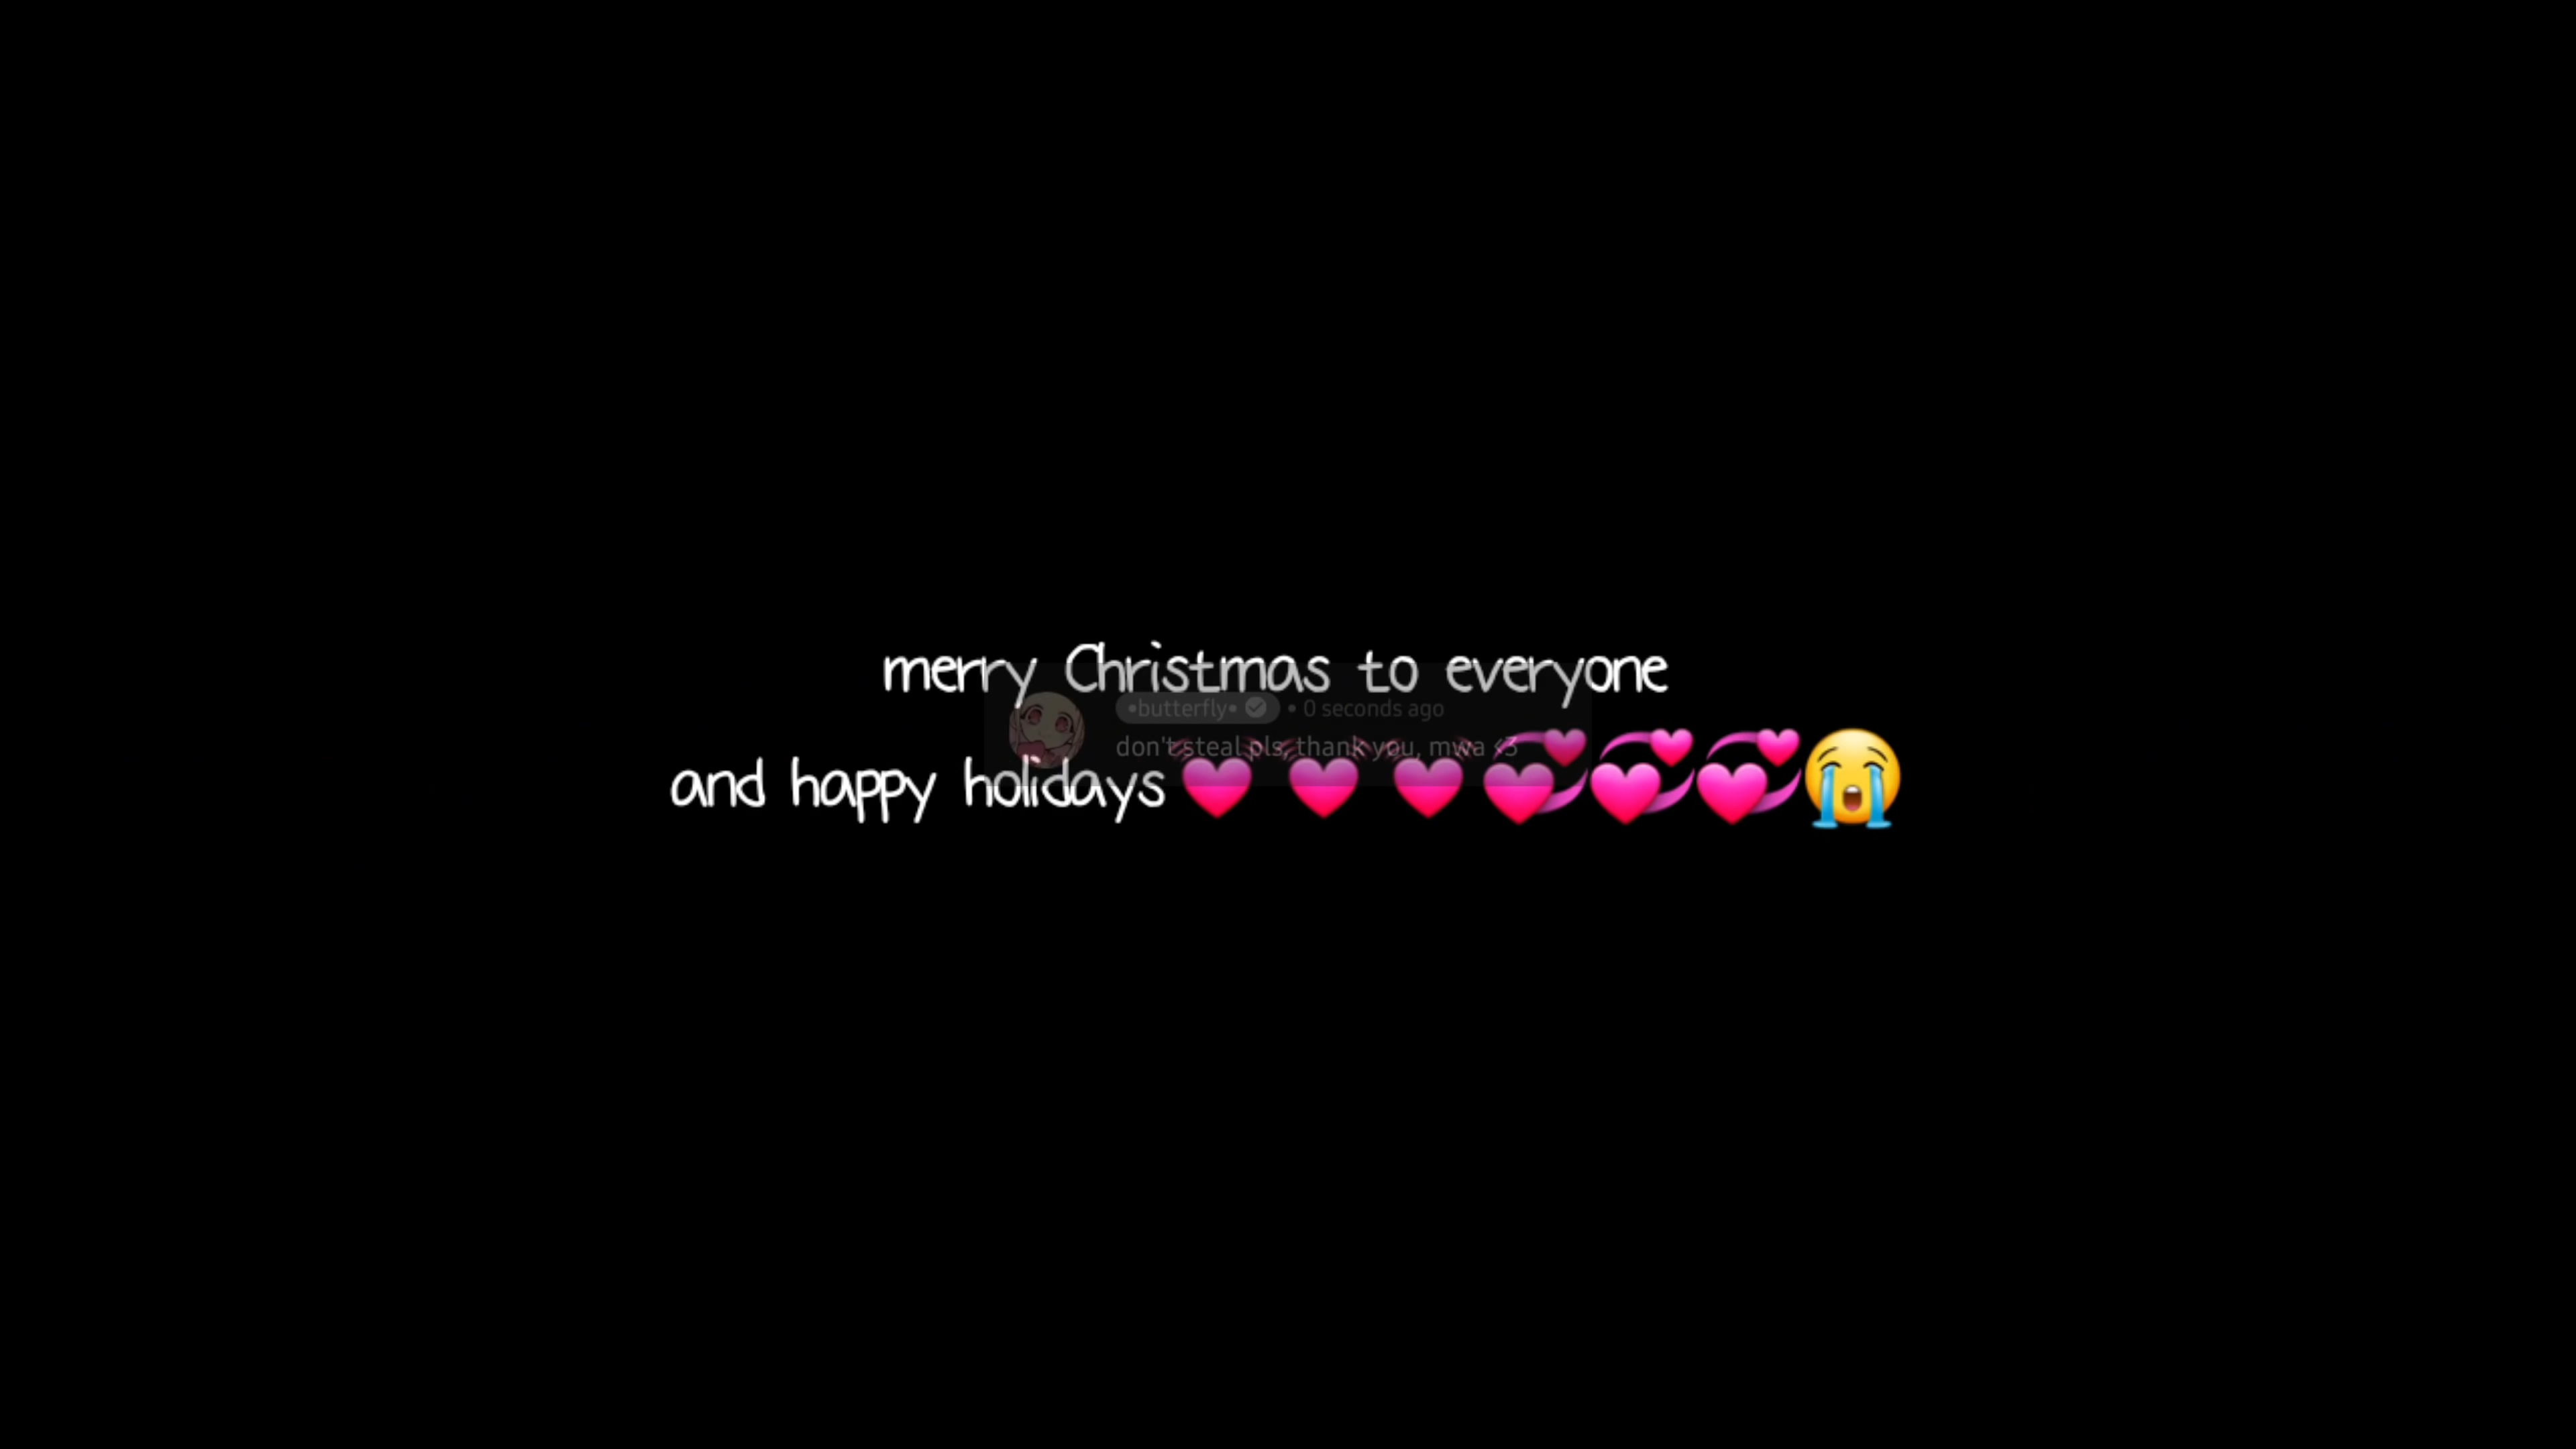 merry Christmas to everyone
•butterfly• • 0 seconds ago
don't steal pls, thank you, mwa <3
and happy holidays 💓💓💓💞💞💞😭